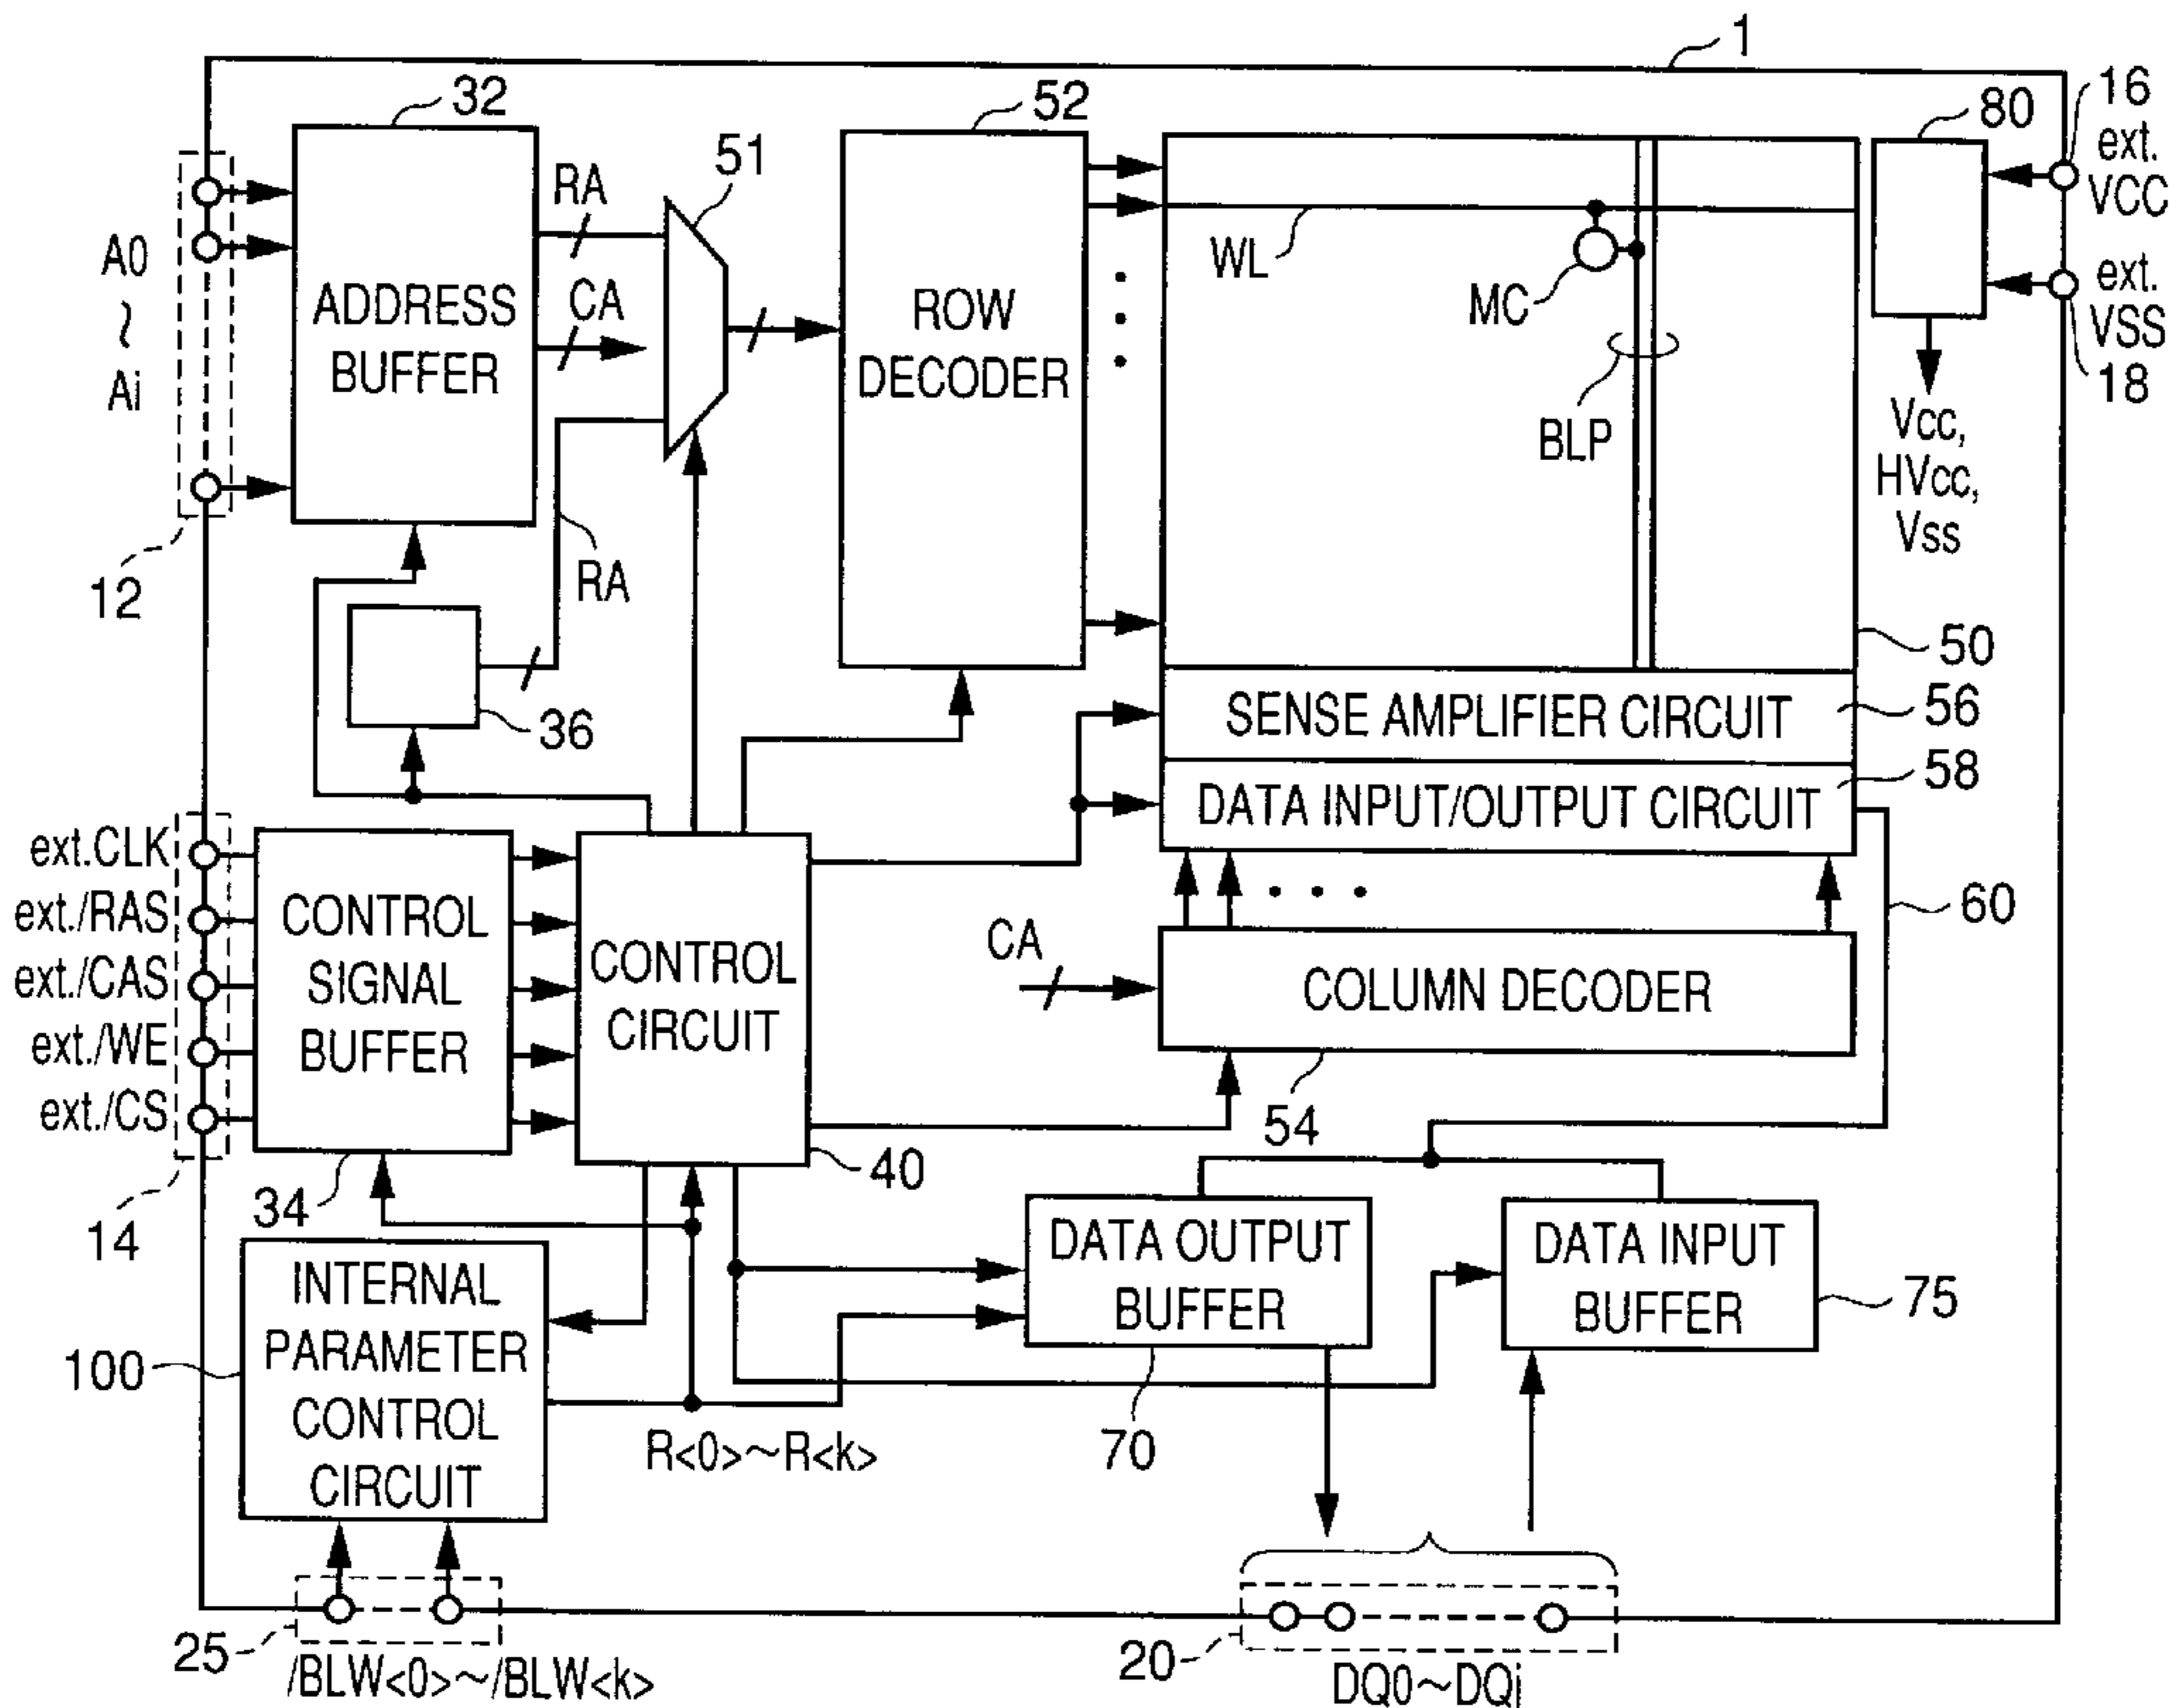 1
32
52
16
80
ext.
VCC
51
RA
A0
~
Ai
ADDRESS
BUFFER
CA
ROW
DECODER
WL
MC
BLP
ext.
VSS
18
Vcc,
HVcc,
Vss
12
RA
36
50
SENSE AMPLIFIER CIRCUIT
56
DATA INPUT/OUTPUT CIRCUIT
58
ext.CLK
ext./RAS
ext./CAS
ext./WE
ext./CS
CONTROL
SIGNAL
BUFFER
CONTROL
CIRCUIT
CA
COLUMN DECODER
60
54
14
34
40
INTERNAL
PARAMETER
CONTROL
CIRCUIT
100
DATA OUTPUT
BUFFER
DATA INPUT
BUFFER
75
R<0>~R<k>
70
25
/BLW<0>~/BLW<k>
20
DQ0~DQj